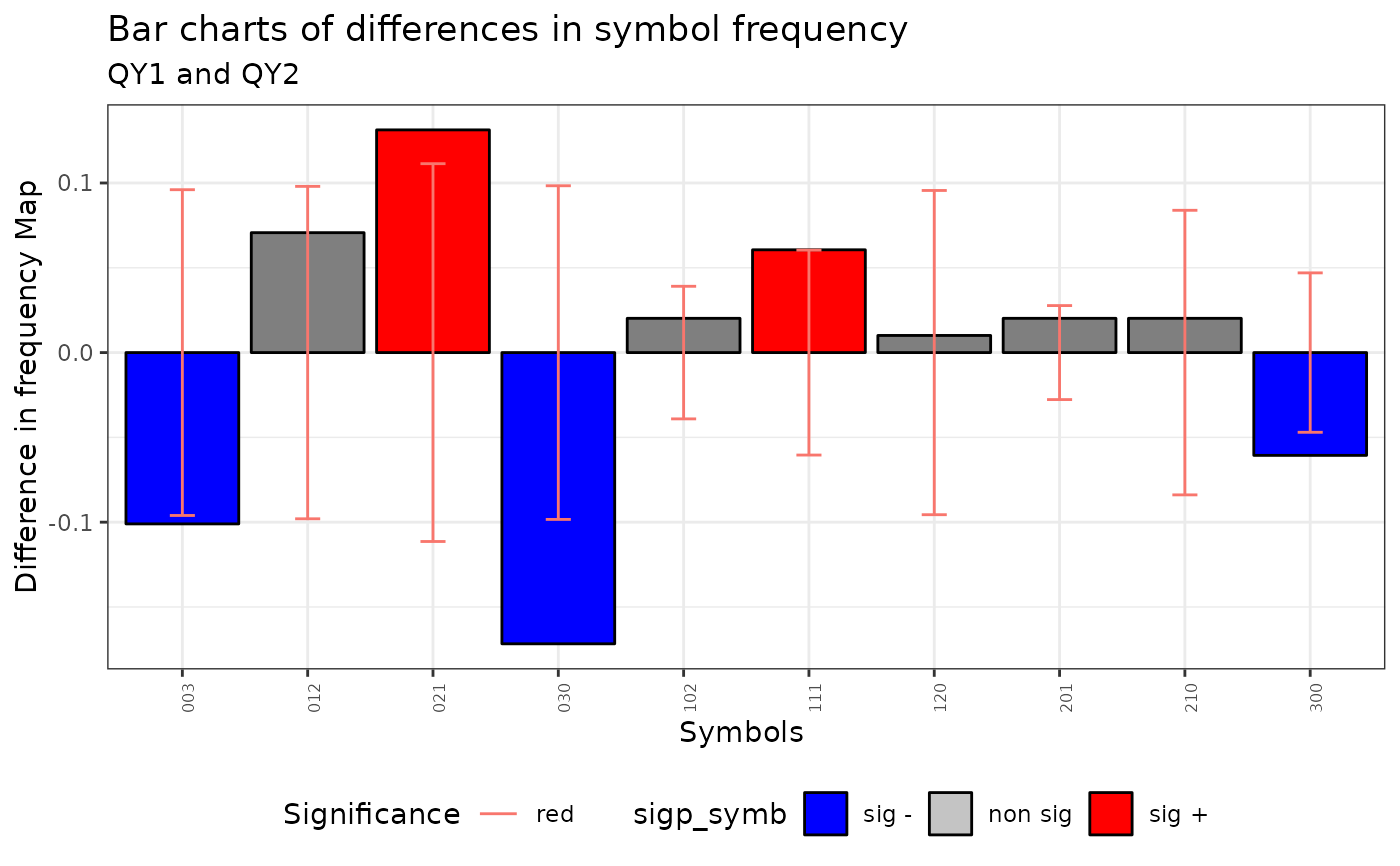 Bar charts of differences in symbol frequency
QY1 and QY2
Difference in frequency Map
0.1
0.0
-0.1
003 012 021 030 102 111 120 201 210 300
Symbols
Significance red sigp_symb sig - non sig sig +